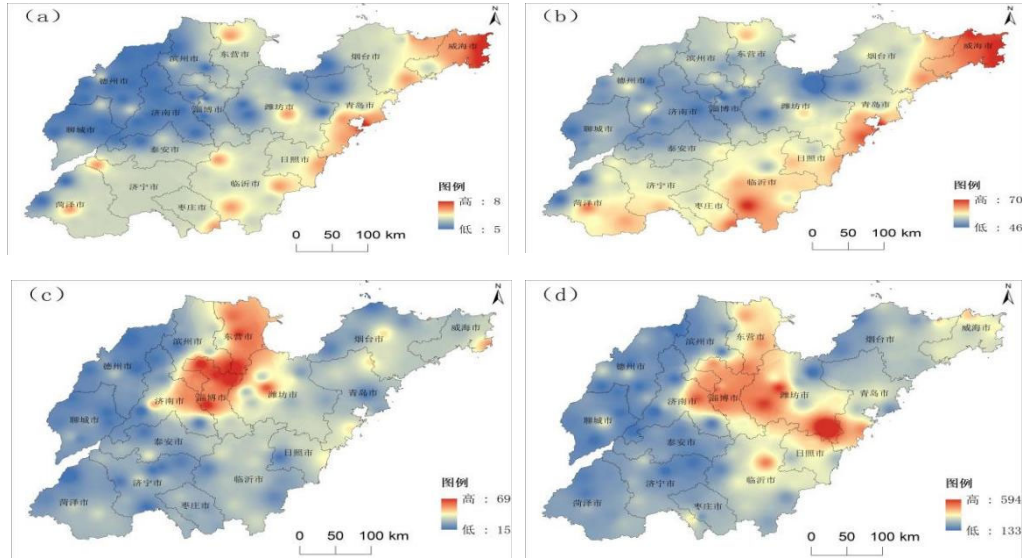 (a)
N
滨州市
东营市
烟台市
威海市
德州市
济南市
淄博市
潍坊市
青岛市
聊城市
泰安市
日照市
济宁市
临沂市
菏泽市
枣庄市
图例
高 : 8
低 : 5
0 50 100 km
(b)
N
滨州市
东营市
烟台市
威海市
德州市
济南市
淄博市
潍坊市
青岛市
聊城市
泰安市
日照市
济宁市
临沂市
菏泽市
枣庄市
图例
高 : 70
低 : 46
0 50 100 km
(c)
N
滨州市
东营市
烟台市
威海市
德州市
济南市
淄博市
潍坊市
青岛市
聊城市
泰安市
日照市
济宁市
临沂市
菏泽市
枣庄市
图例
高 : 69
低 : 15
0 50 100 km
(d)
N
滨州市
东营市
烟台市
威海市
德州市
济南市
淄博市
潍坊市
青岛市
聊城市
泰安市
日照市
济宁市
临沂市
菏泽市
枣庄市
图例
高 : 594
低 : 133
0 50 100 km